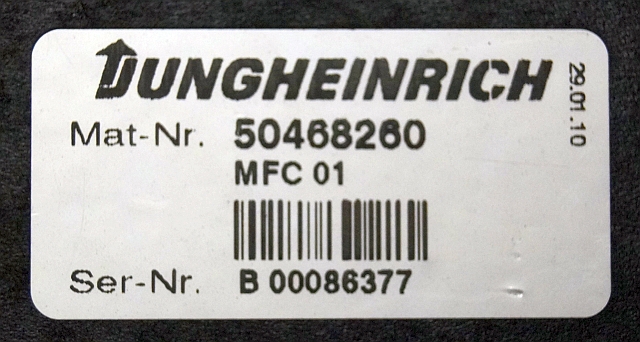 JUNGHEINRICH
29.01.10
Mat-Nr. 50468260
MFC 01
Ser-Nr. B 00086377